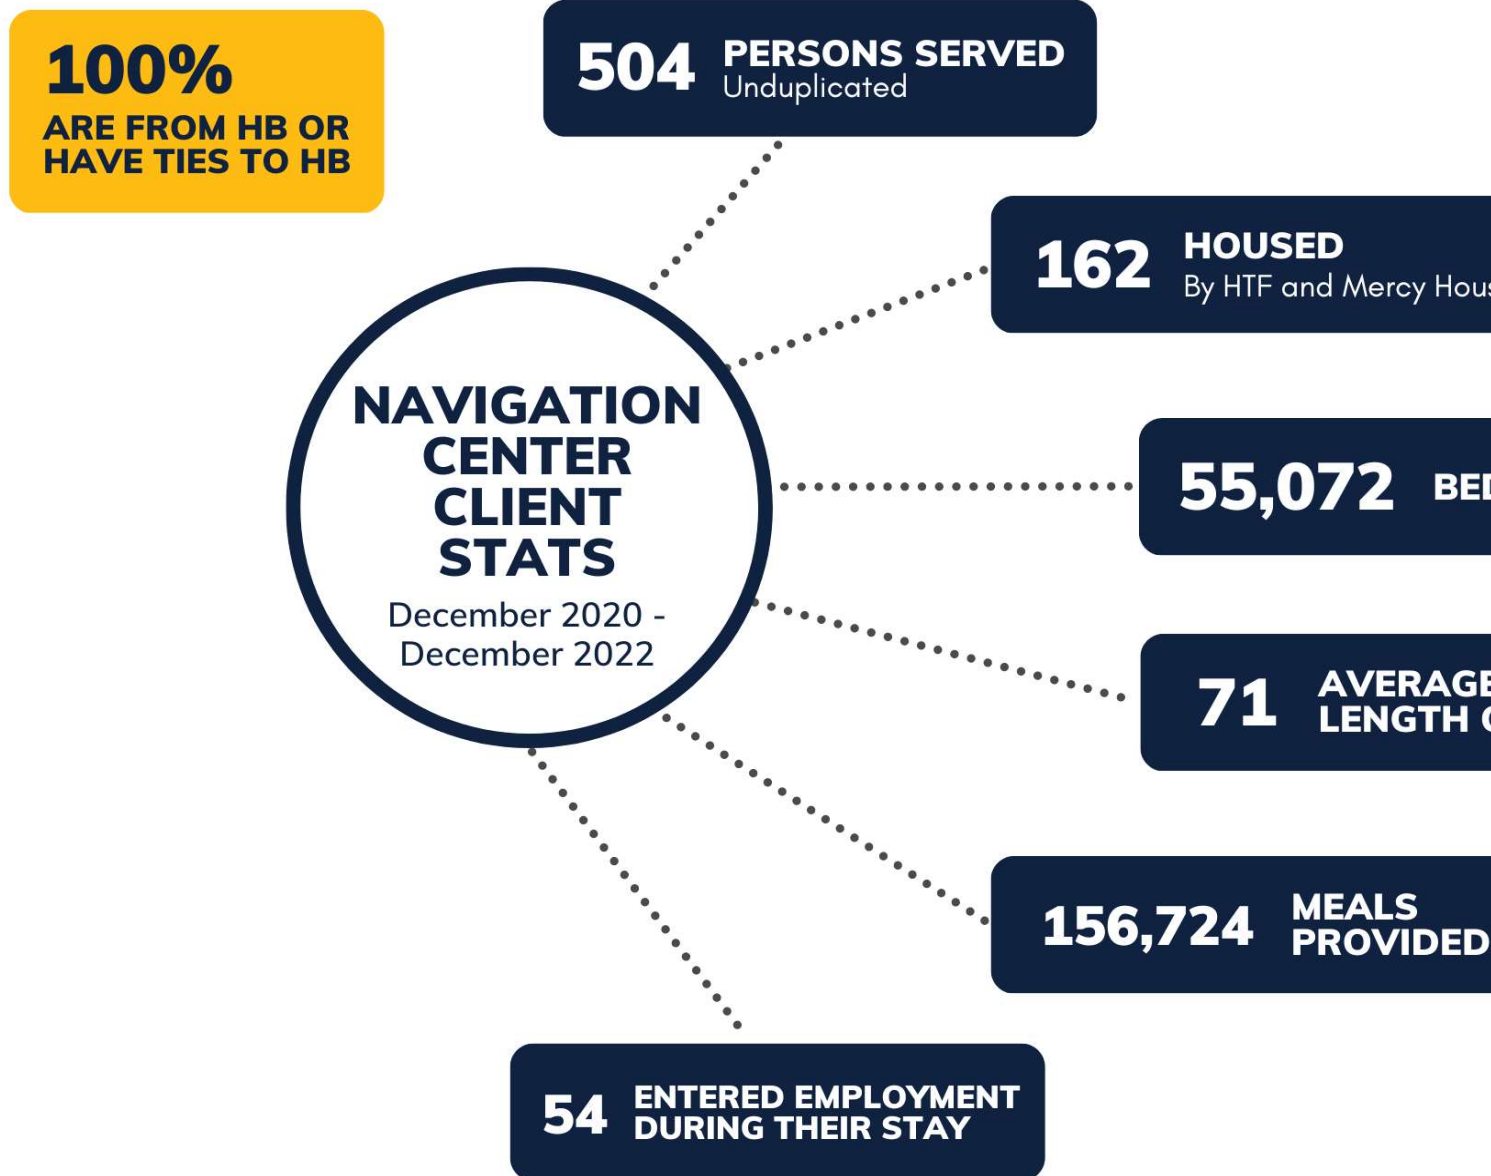 100%
ARE FROM HB OR
HAVE TIES TO HB
504 PERSONS SERVED
Unduplicated
162 HOUSED
By HTF and Mercy
NAVIGATION
CENTER
CLIENT
STATS
December 2020 -
December 2022
55,072
71 AVERAGE
LENGTH
156,724 MEALS
PROVIDED
54 ENTERED EMPLOYMENT
DURING THEIR STAY